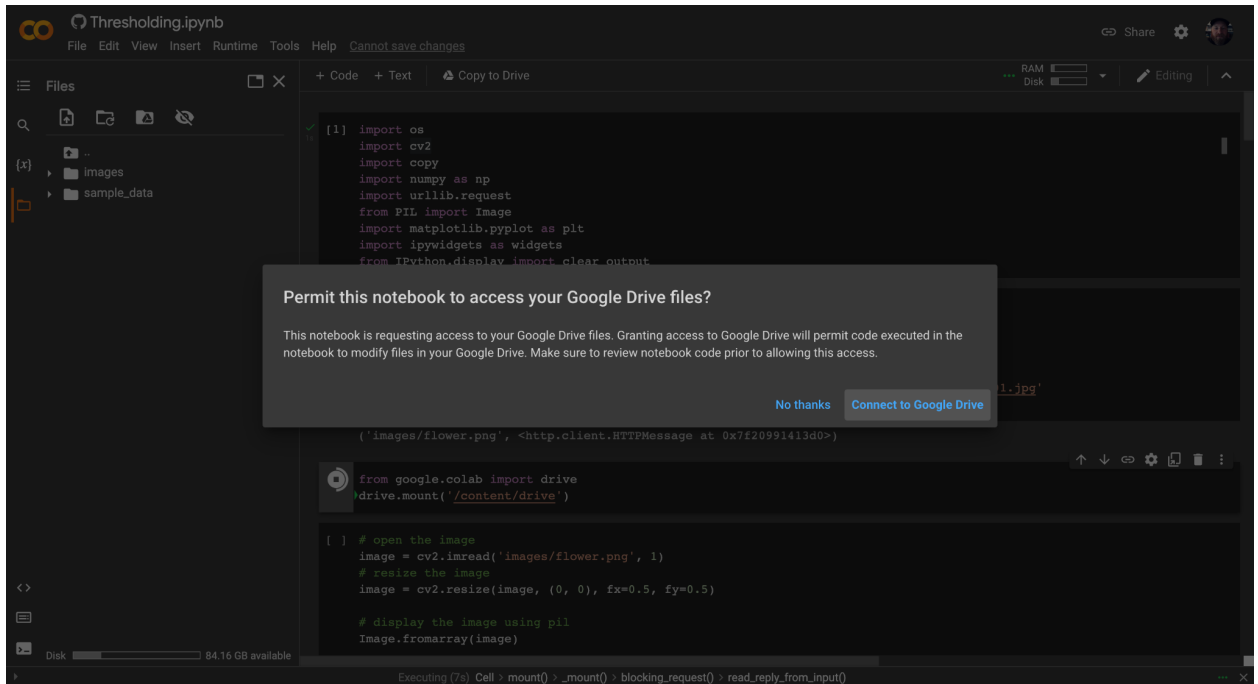 Thresholding.ipynb
File Edit View Insert Runtime Tools Help Cannot save changes
Share
Files
+ Code + Text Copy to Drive
RAM
Disk
Editing
{x}
..
images
sample_data
[1] import os
import cv2
import copy
import numpy as np
import urllib.request
from PIL import Image
import matplotlib.pyplot as plt
import ipywidgets as widgets
from IPython.display import clear_output
Permit this notebook to access your Google Drive files?
This notebook is requesting access to your Google Drive files. Granting access to Google Drive will permit code executed in the
notebook to modify files in your Google Drive. Make sure to review notebook code prior to allowing this access.
No thanks Connect to Google Drive
1.jpg'
('images/flower.png', <http.client.HTTPMessage at 0x7f20991413d0>)
from google.colab import drive
drive.mount('/content/drive')
[ ] # open the image
image = cv2.imread('images/flower.png', 1)
# resize the image
image = cv2.resize(image, (0, 0), fx=0.5, fy=0.5)
# display the image using pil
Image.fromarray(image)
Disk 84.16 GB available
Executing (7s) Cell > mount() > _mount() > blocking_request() > read_reply_from_input()